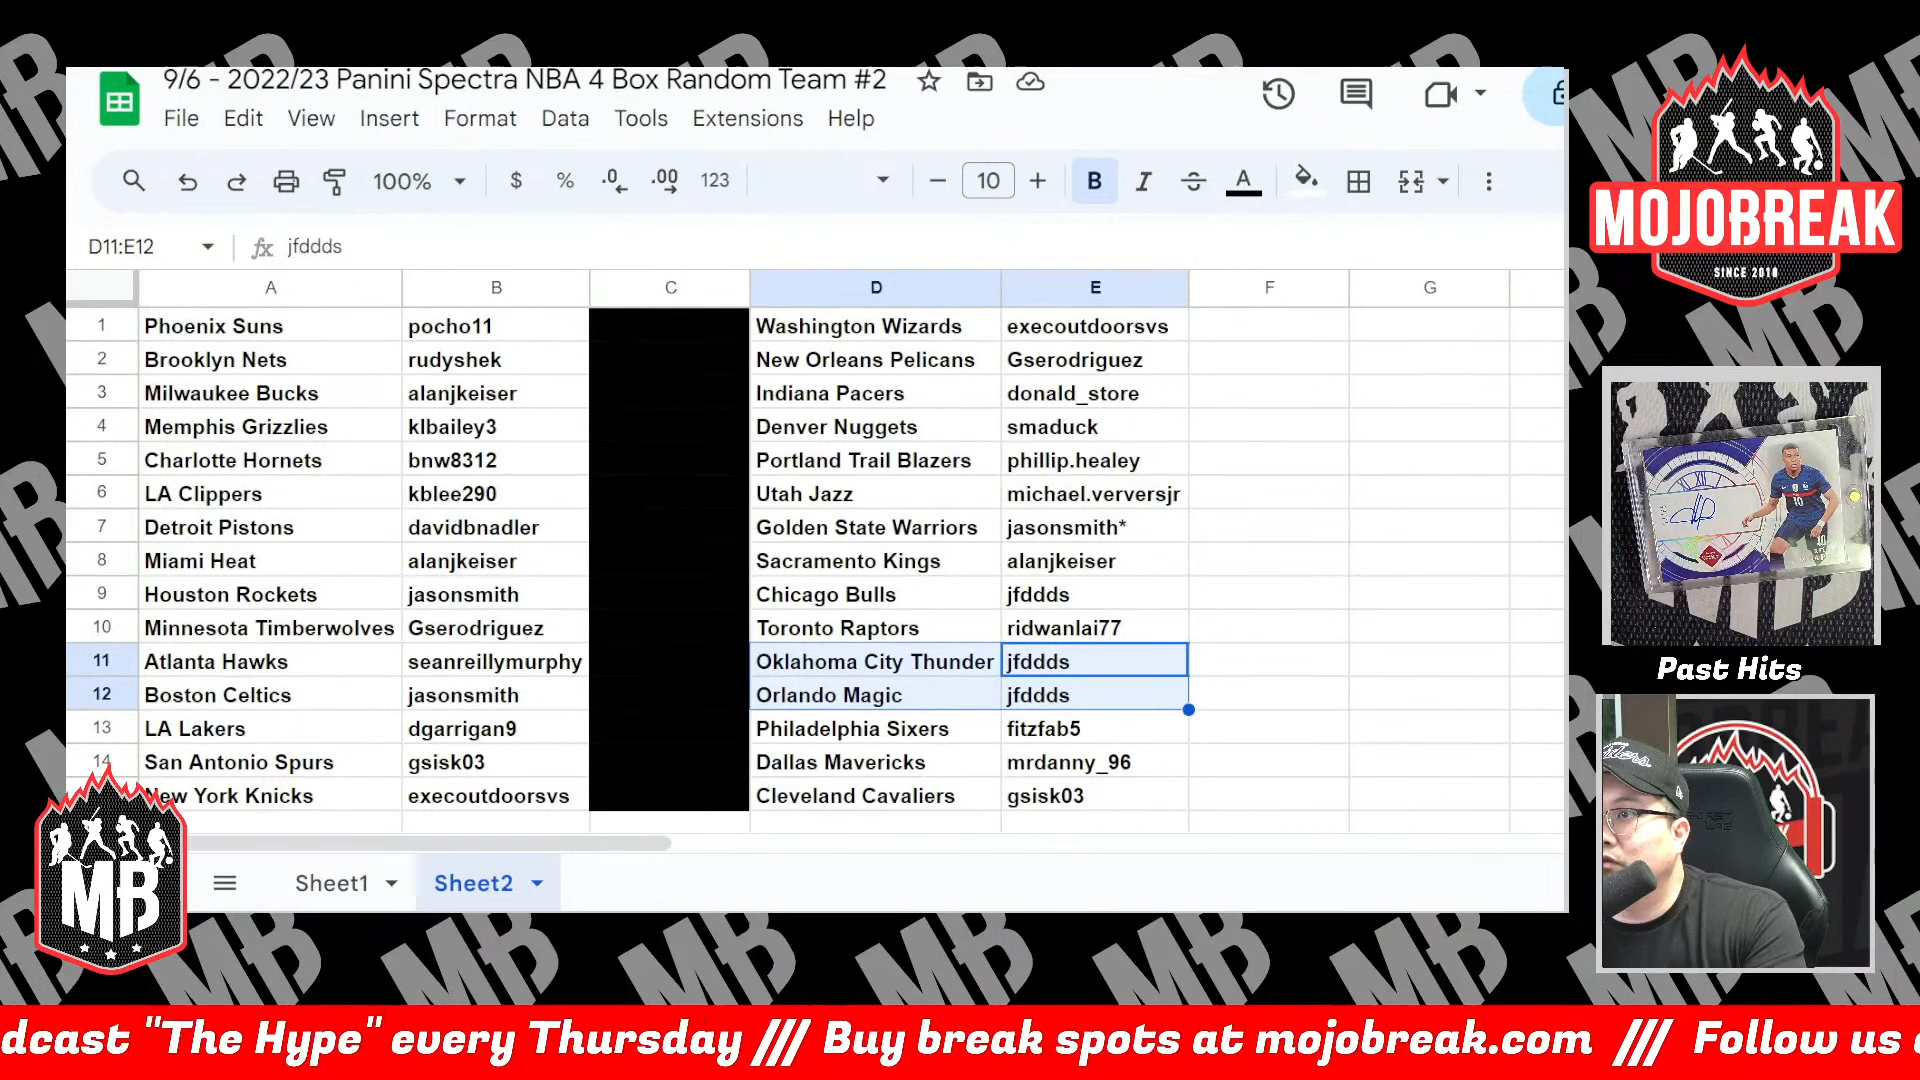 9/6 - 2022/23 Panini Spectra NBA 4 Box Random Team #2
File Edit View Insert Format Data Tools Extensions Help
100% $ % .0 .00 123 10 B I A
D11:E12 fx jfddds
A B C D E F G
1 Phoenix Suns pocho11 Washington Wizards execoutdoorsvs
2 Brooklyn Nets rudyshek New Orleans Pelicans Gserodriguez
3 Milwaukee Bucks alanjkeiser Indiana Pacers donald_store
4 Memphis Grizzlies klbailey3 Denver Nuggets smaduck
5 Charlotte Hornets bnw8312 Portland Trail Blazers phillip.healey
6 LA Clippers kblee290 Utah Jazz michael.verversjr
7 Detroit Pistons davidbnadler Golden State Warriors jasonsmith*
8 Miami Heat alanjkeiser Sacramento Kings alanjkeiser
9 Houston Rockets jasonsmith Chicago Bulls jfddds
10 Minnesota Timberwolves Gserodriguez Toronto Raptors ridwanlai77
11 Atlanta Hawks seanreillymurphy Oklahoma City Thunder jfddds
12 Boston Celtics jasonsmith Orlando Magic jfddds
13 LA Lakers dgarrigan9 Philadelphia Sixers fitzfab5
14 San Antonio Spurs gsisk03 Dallas Mavericks mrdanny_96
New York Knicks execoutdoorsvs Cleveland Cavaliers gsisk03
Sheet1 Sheet2
MOJOBREAK
SINCE 2010
Past Hits
MB
dcast "The Hype" every Thursday /// Buy break spots at mojobreak.com /// Follow us